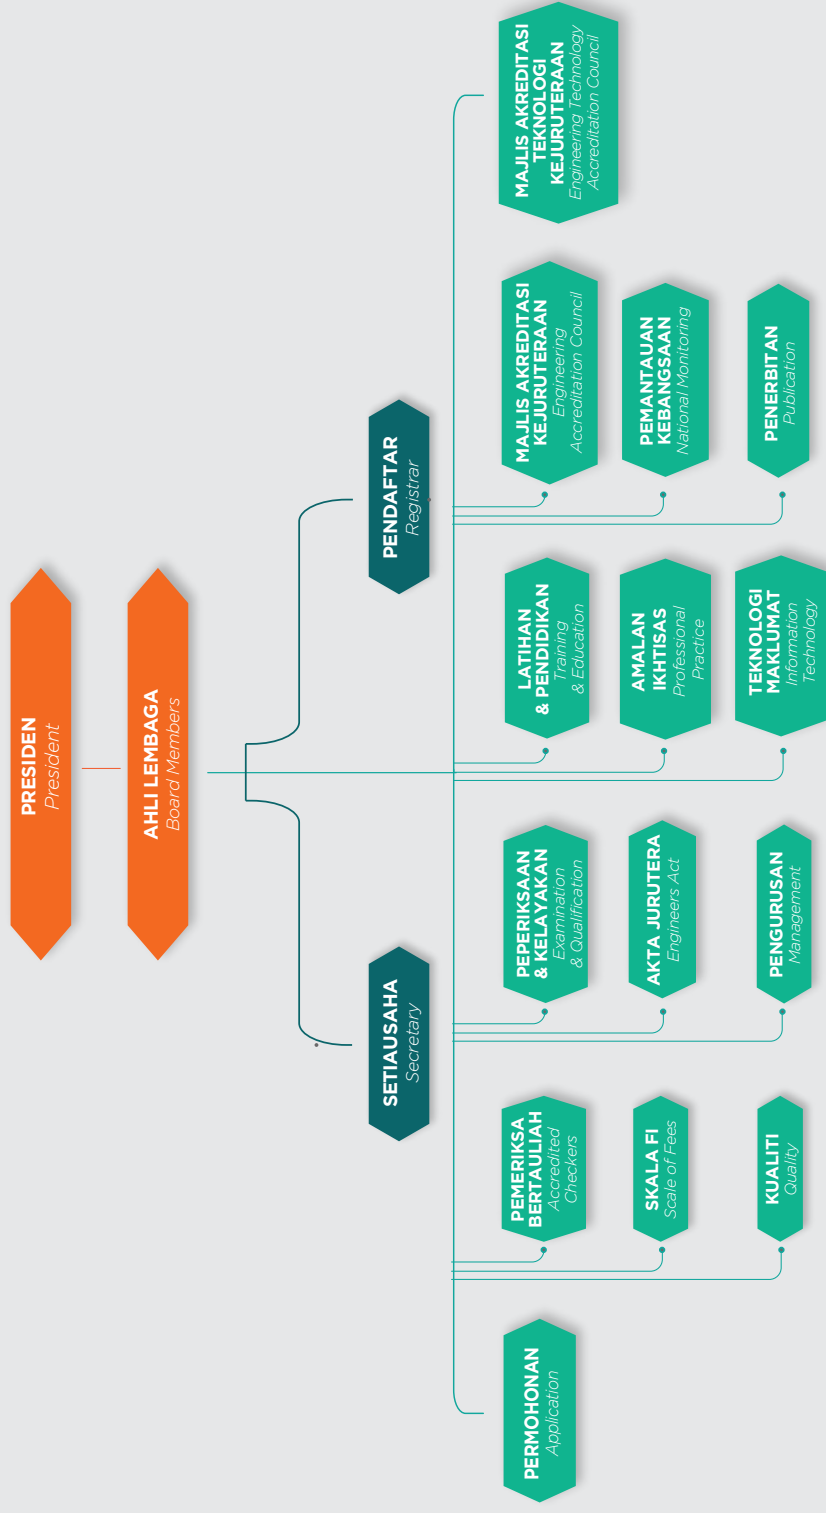 PRESIDEN
President
AHLI LEMBAGA
Board Members
SETIAUSAHA
Secretary
PENDAFTAR
Registrar
PERMOHONAN
Application
PEMERIKSA
BERTAULIAH
Accredited
Checkers
SKALA FI
Scale of Fees
KUALITI
Quality
PEPERIKSAAN
& KELAYAKAN
Examination
& Qualification
AKTA JURUTERA
Engineers Act
PENGURUSAN
Management
LATIHAN
& PENDIDIKAN
Training
& Education
AMALAN
IKHTISAS
Professional
Practice
TEKNOLOGI
MAKLUMAT
Information
Technology
MAJLIS AKREDITASI
KEJURUTERAAN
Engineering
Accreditation Council
PEMANTAUAN
KEBANGSAAN
National Monitoring
PENERBITAN
Publication
MAJLIS AKREDITASI
TEKNOLOGI
KEJURUTERAAN
Engineering Technology
Accreditation Council